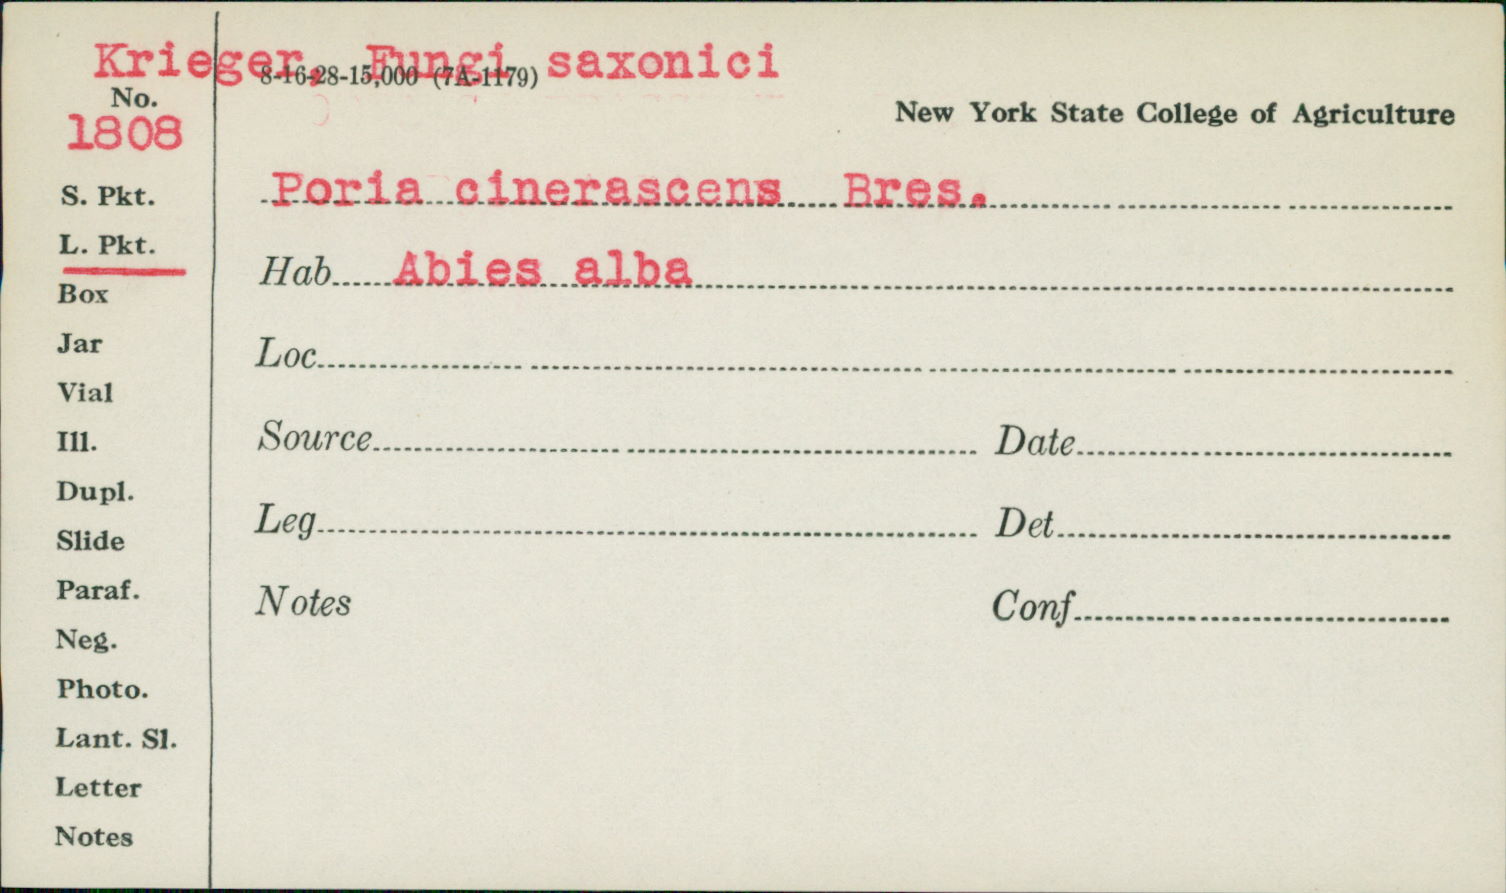 Krieger, Fungi saxonici
8-16-28-15,000 (7A-1179)
No.
1808
New York State College of Agriculture
S. Pkt.
Poria cinerascens Bres.
L. Pkt.
Hab. Abies alba
Box
Jar
Loc.
Vial
Ill.
Source
Date
Dupl.
Leg.
Det.
Slide
Paraf.
Notes
Conf.
Neg.
Photo.
Lant. Sl.
Letter
Notes